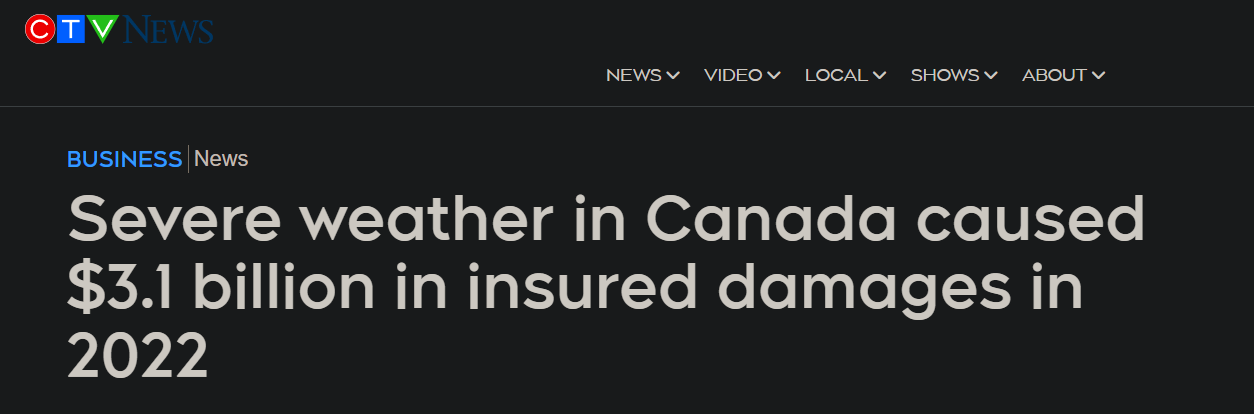 CTV NEWS
NEWS VIDEO LOCAL SHOWS ABOUT
BUSINESS News
Severe weather in Canada caused
$3.1 billion in insured damages in
2022